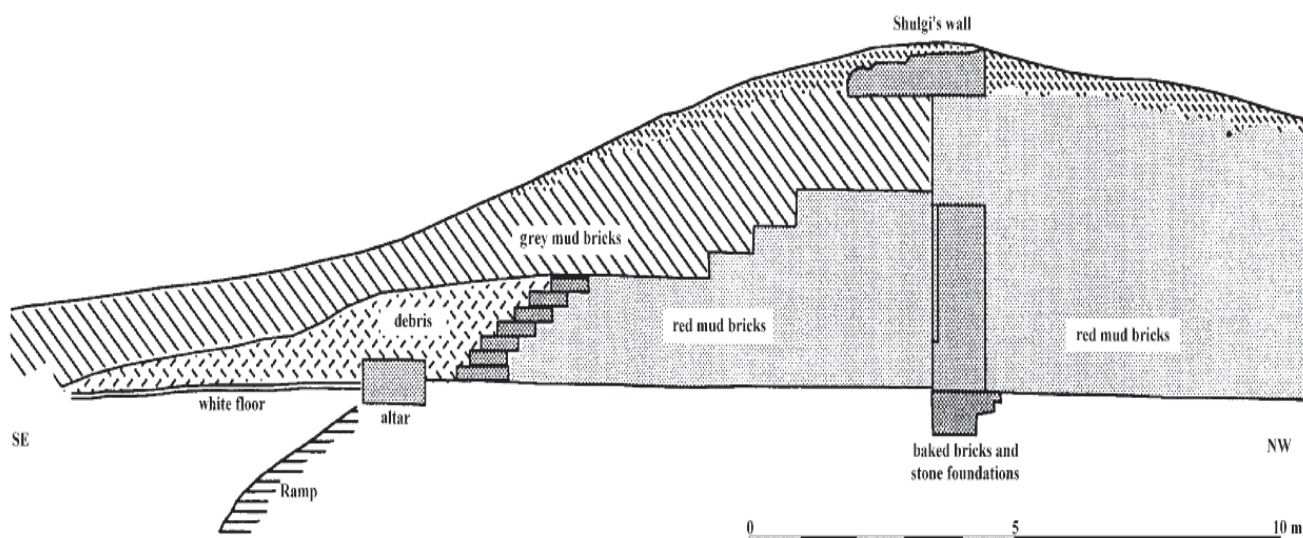 Shulgi's wall
grey mud bricks
debris
red mud bricks
red mud bricks
white floor
altar
SE
baked bricks and
stone foundations
NW
Ramp
0 5 10 m